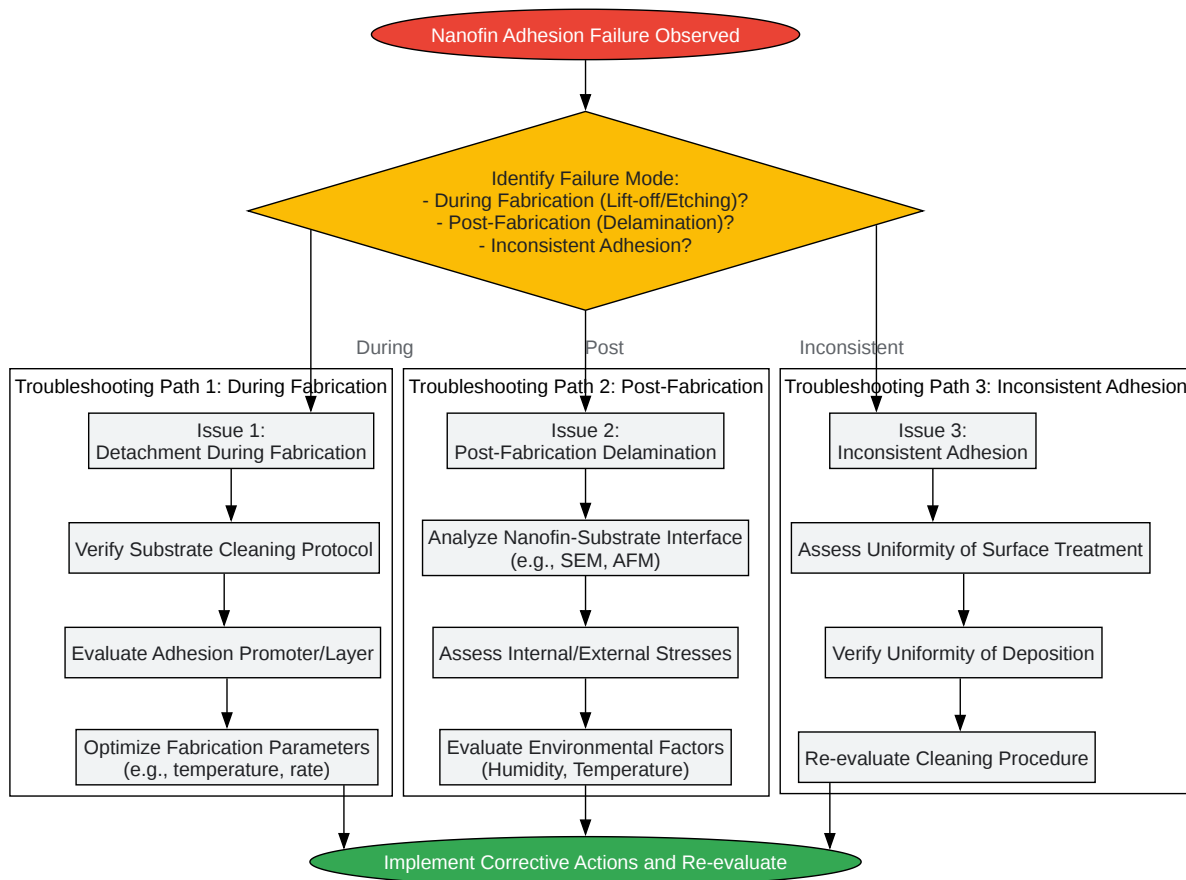 Nanofin Adhesion Failure Observed
Identify Failure Mode:
- During Fabrication (Lift-off/Etching)?
- Post-Fabrication (Delamination)?
- Inconsistent Adhesion?
During
Post
Inconsistent
Troubleshooting Path 1: During Fabrication
Issue 1:
Detachment During Fabrication
Verify Substrate Cleaning Protocol
Evaluate Adhesion Promoter/Layer
Optimize Fabrication Parameters
(e.g., temperature, rate)
Troubleshooting Path 2: Post-Fabrication
Issue 2:
Post-Fabrication Delamination
Analyze Nanofin-Substrate Interface
(e.g., SEM, AFM)
Assess Internal/External Stresses
Evaluate Environmental Factors
(Humidity, Temperature)
Troubleshooting Path 3: Inconsistent Adhesion
Issue 3:
Inconsistent Adhesion
Assess Uniformity of Surface Treatment
Verify Uniformity of Deposition
Re-evaluate Cleaning Procedure
Implement Corrective Actions and Re-evaluate